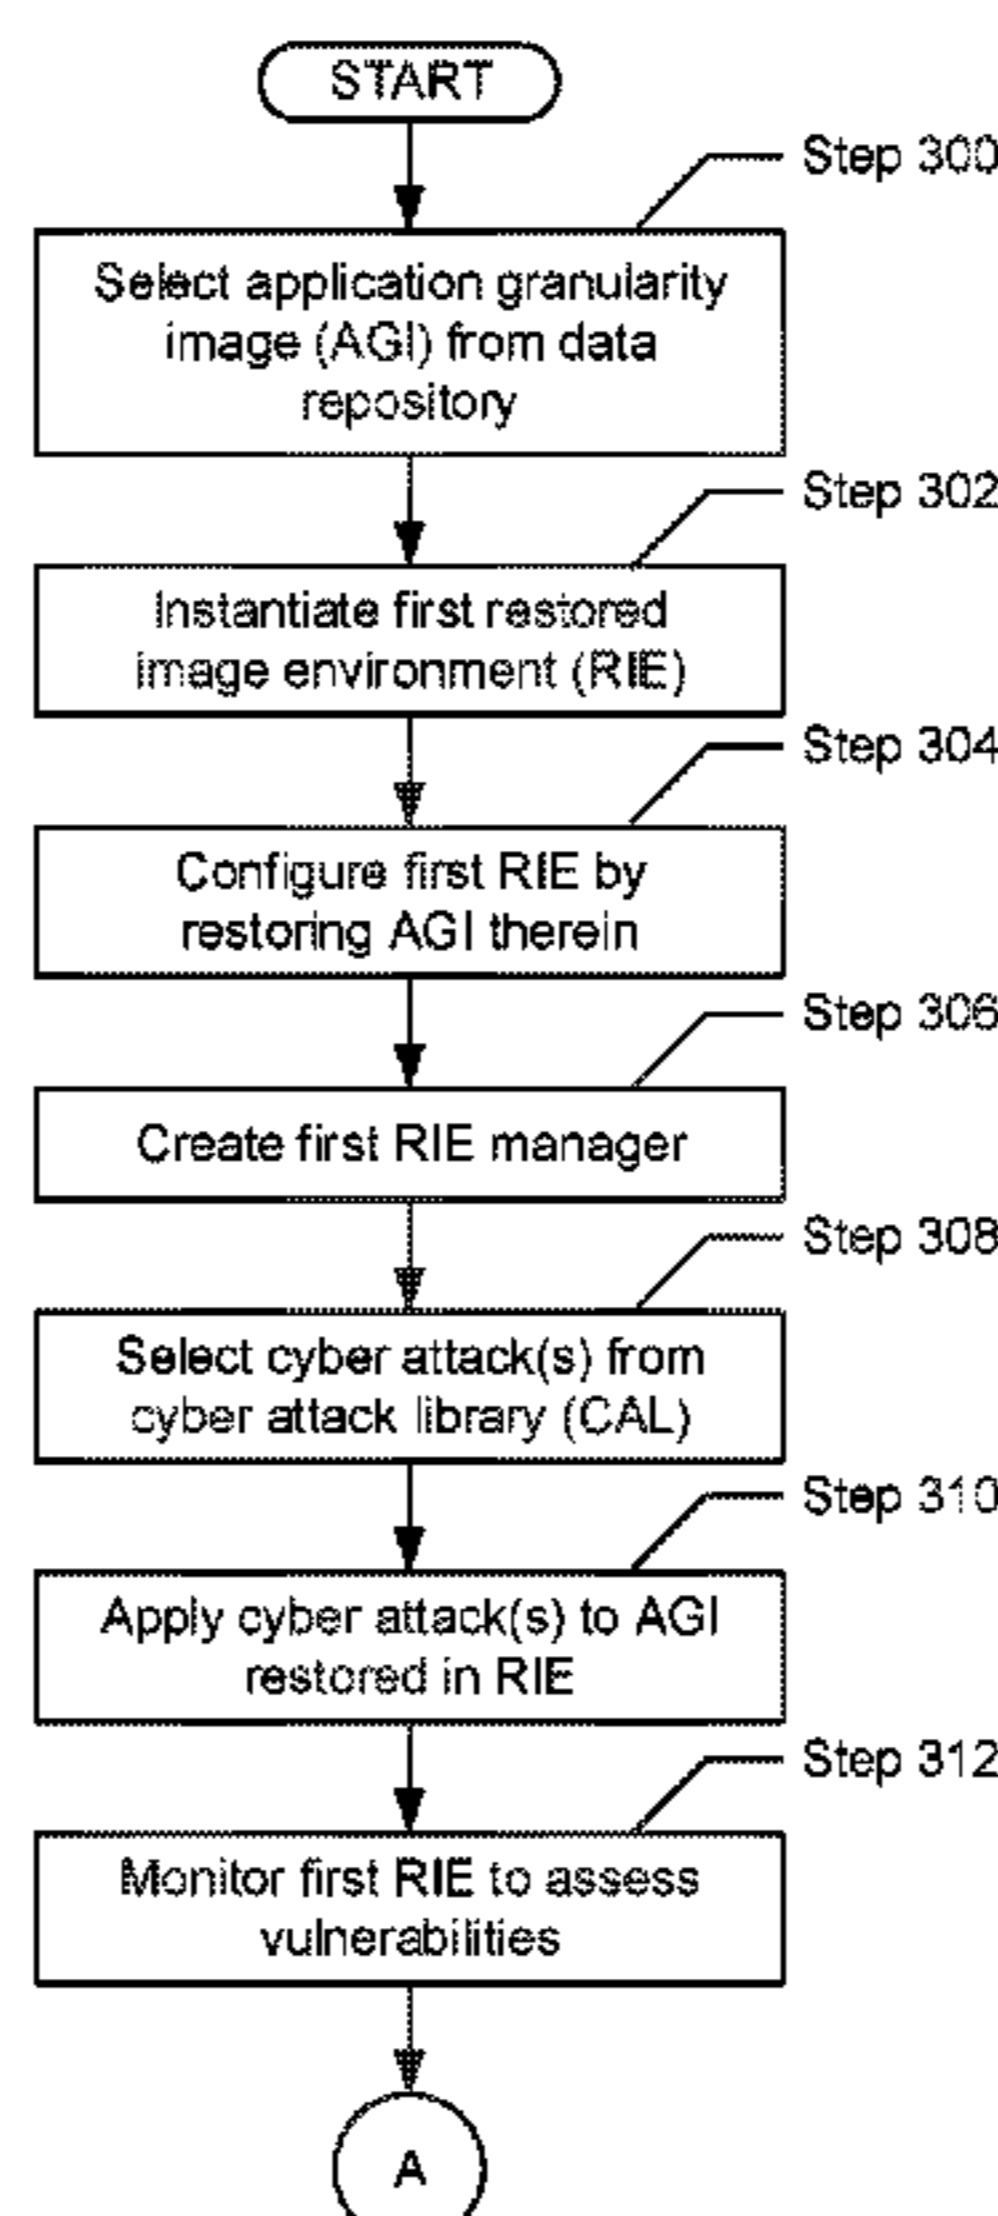 START
Step 300
Select application granularity
image (AGI) from data
repository
Step 302
Instantiate first restored
image environment (RIE)
Step 304
Configure first RIE by
restoring AGI therein
Step 306
Create first RIE manager
Step 308
Select cyber attack(s) from
cyber attack library (CAL)
Step 310
Apply cyber attack(s) to AGI
restored in RIE
Step 312
Monitor first RIE to assess
vulnerabilities
A